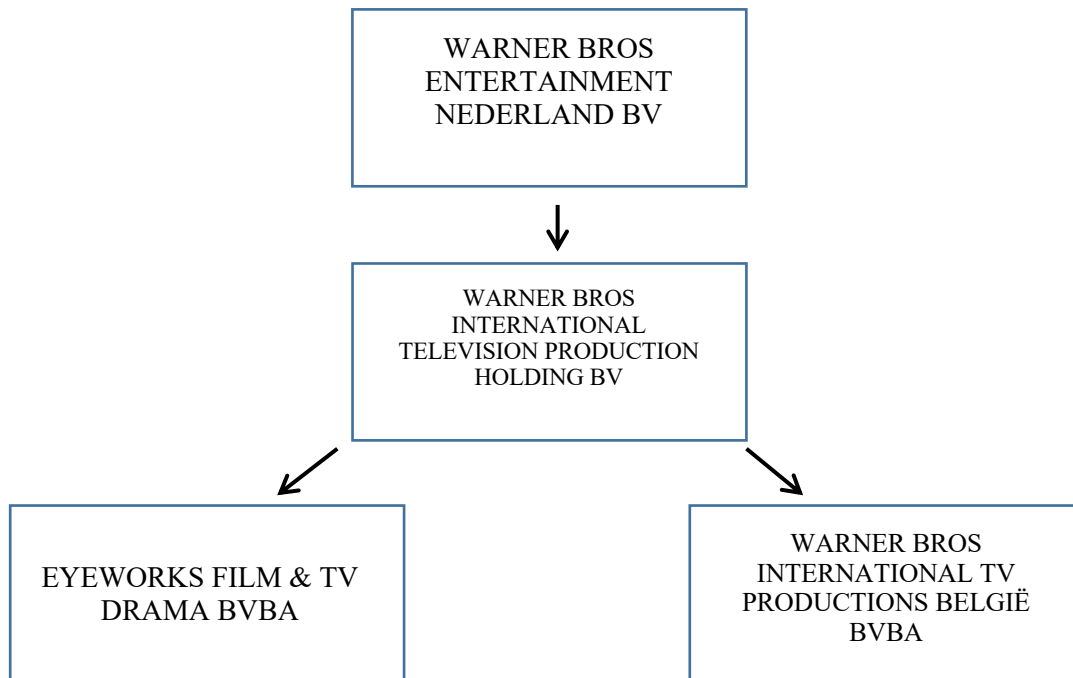 WARNER BROS
ENTERTAINMENT
NEDERLAND BV
WARNER BROS
INTERNATIONAL
TELEVISION PRODUCTION
HOLDING BV
EYEWORKS FILM & TV
DRAMA BVBA
WARNER BROS
INTERNATIONAL TV
PRODUCTIONS BELGIË
BVBA